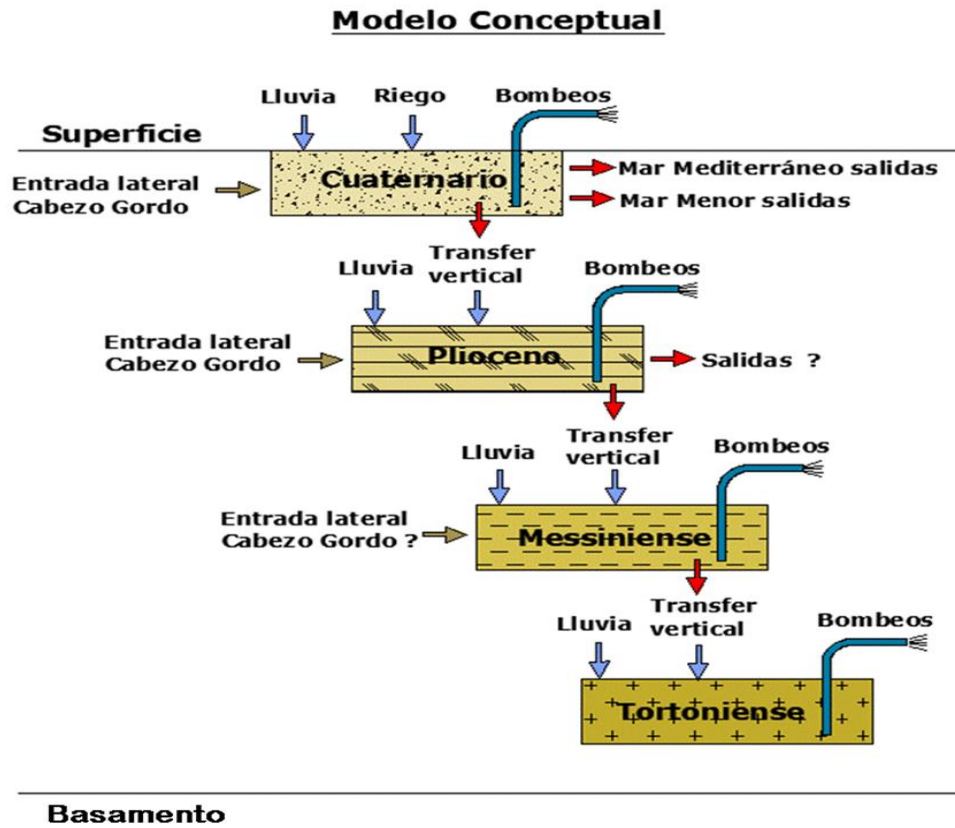 Modelo Conceptual
Lluvia Riego Bombeos
Superficie
Entrada lateral
Cabezo Gordo
Cuaternario
Mar Mediterráneo salidas
Mar Menor salidas
Lluvia
Transfer
vertical
Bombeos
Entrada lateral
Cabezo Gordo
Plioceno
Salidas ?
Lluvia
Transfer
vertical
Bombeos
Entrada lateral
Cabezo Gordo ?
Messiniense
Lluvia
Transfer
vertical
Bombeos
Tortoniense
Basamento